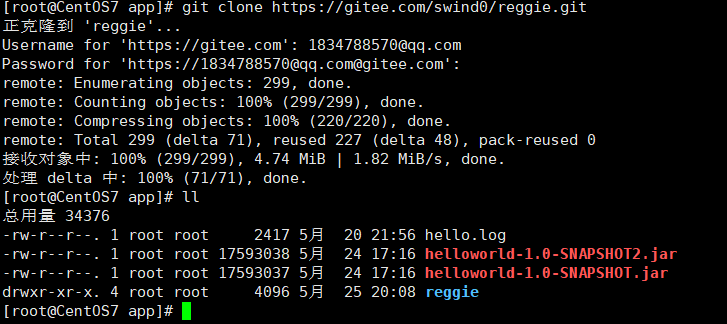 [root@CentOS7 app]# git clone https://gitee.com/swind0/reggie.git
正克隆到 'reggie'...
Username for 'https://gitee.com': 1834788570@qq.com
Password for 'https://1834788570@qq.com@gitee.com':
remote: Enumerating objects: 299, done.
remote: Counting objects: 100% (299/299), done.
remote: Compressing objects: 100% (220/220), done.
remote: Total 299 (delta 71), reused 227 (delta 48), pack-reused 0
接收对象中: 100% (299/299), 4.74 MiB | 1.82 MiB/s, done.
处理 delta 中: 100% (71/71), done.
[root@CentOS7 app]# ll
总用量 34376
-rw-r--r--. 1 root root     2417 5月  20 21:56 hello.log
-rw-r--r--. 1 root root 17593038 5月  24 17:16 helloworld-1.0-SNAPSHOT2.jar
-rw-r--r--. 1 root root 17593037 5月  24 17:16 helloworld-1.0-SNAPSHOT.jar
drwxr-xr-x. 4 root root     4096 5月  25 20:08 reggie
[root@CentOS7 app]#